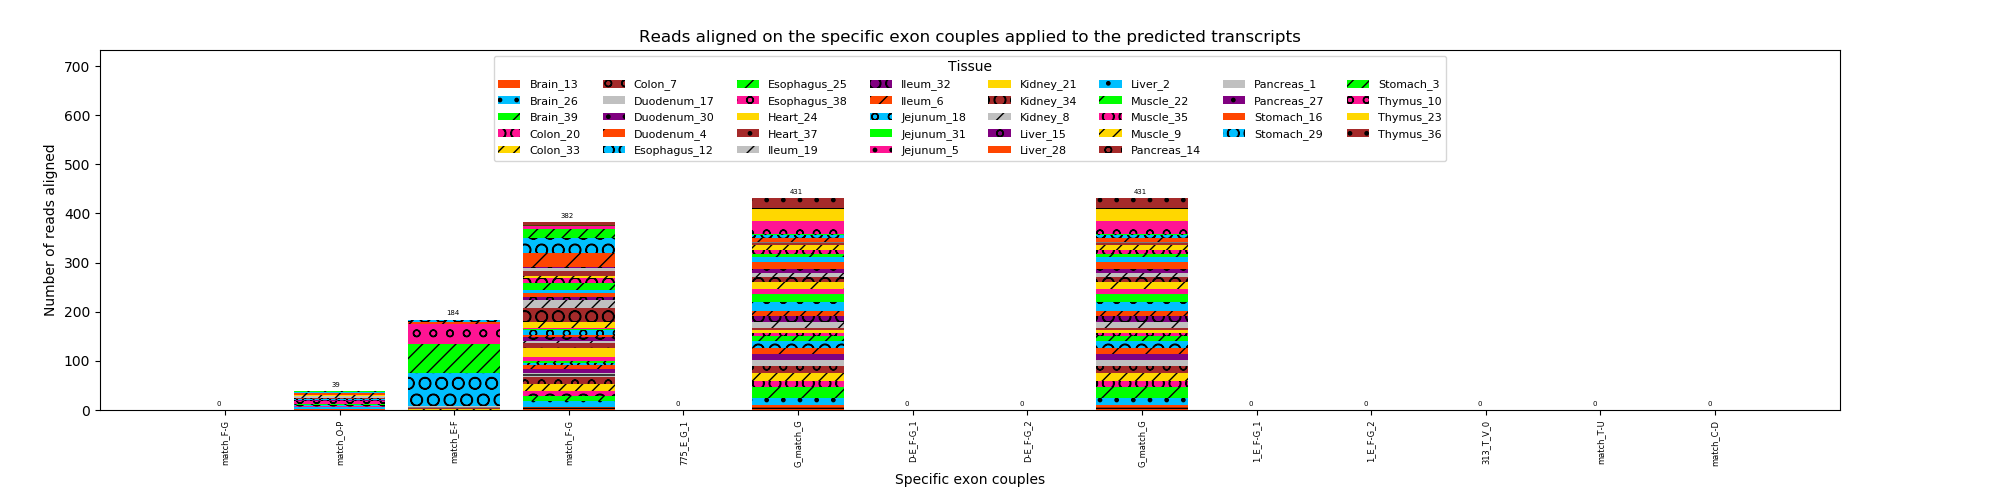 Reads aligned on the specific exon couples applied to the predicted transcripts
Tissue
Brain_13 Colon_7 Esophagus_25 Ileum_32 Kidney_21 Liver_2 Pancreas_1 Stomach_3
Brain_26 Duodenum_17 Esophagus_38 Ileum_6 Kidney_34 Muscle_22 Pancreas_27 Thymus_10
Brain_39 Duodenum_30 Heart_24 Jejunum_18 Kidney_8 Muscle_35 Stomach_16 Thymus_23
Colon_20 Duodenum_4 Heart_37 Jejunum_31 Liver_15 Muscle_9 Stomach_29 Thymus_36
Colon_33 Esophagus_12 Ileum_19 Jejunum_5 Liver_28 Pancreas_14
Number of reads aligned
700
600
500
400
300
200
100
0
0 39 184 382 0 431 0 0 431 0 0 0 0 0
match_F-G match_O-P match_E-F match_F-G 775_E_G_1 G_match_G D-E_F-G_1 D-E_F-G_2 G_match_G 1_E_F-G_1 1_E_F-G_2 313_T_V_0 match_T-U match_C-D
Specific exon couples